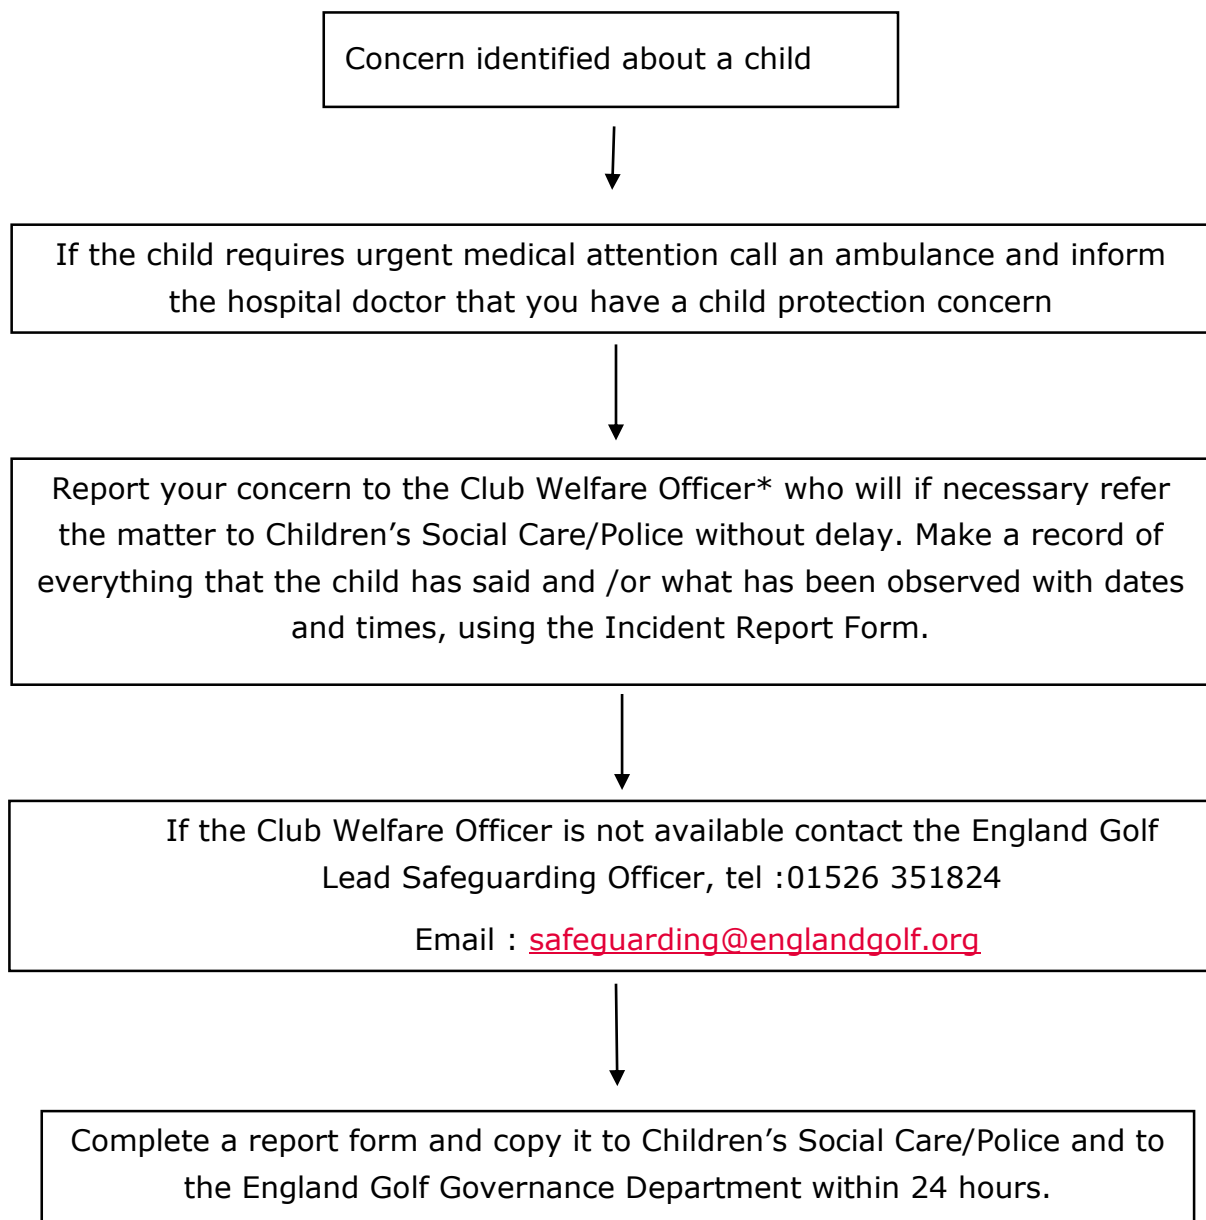 Concern identified about a child
If the child requires urgent medical attention call an ambulance and inform
the hospital doctor that you have a child protection concern
Report your concern to the Club Welfare Officer* who will if necessary refer
the matter to Children’s Social Care/Police without delay. Make a record of
everything that the child has said and /or what has been observed with dates
and times, using the Incident Report Form.
If the Club Welfare Officer is not available contact the England Golf
Lead Safeguarding Officer, tel :01526 351824
Email : safeguarding@englandgolf.org
Complete a report form and copy it to Children’s Social Care/Police and to
the England Golf Governance Department within 24 hours.